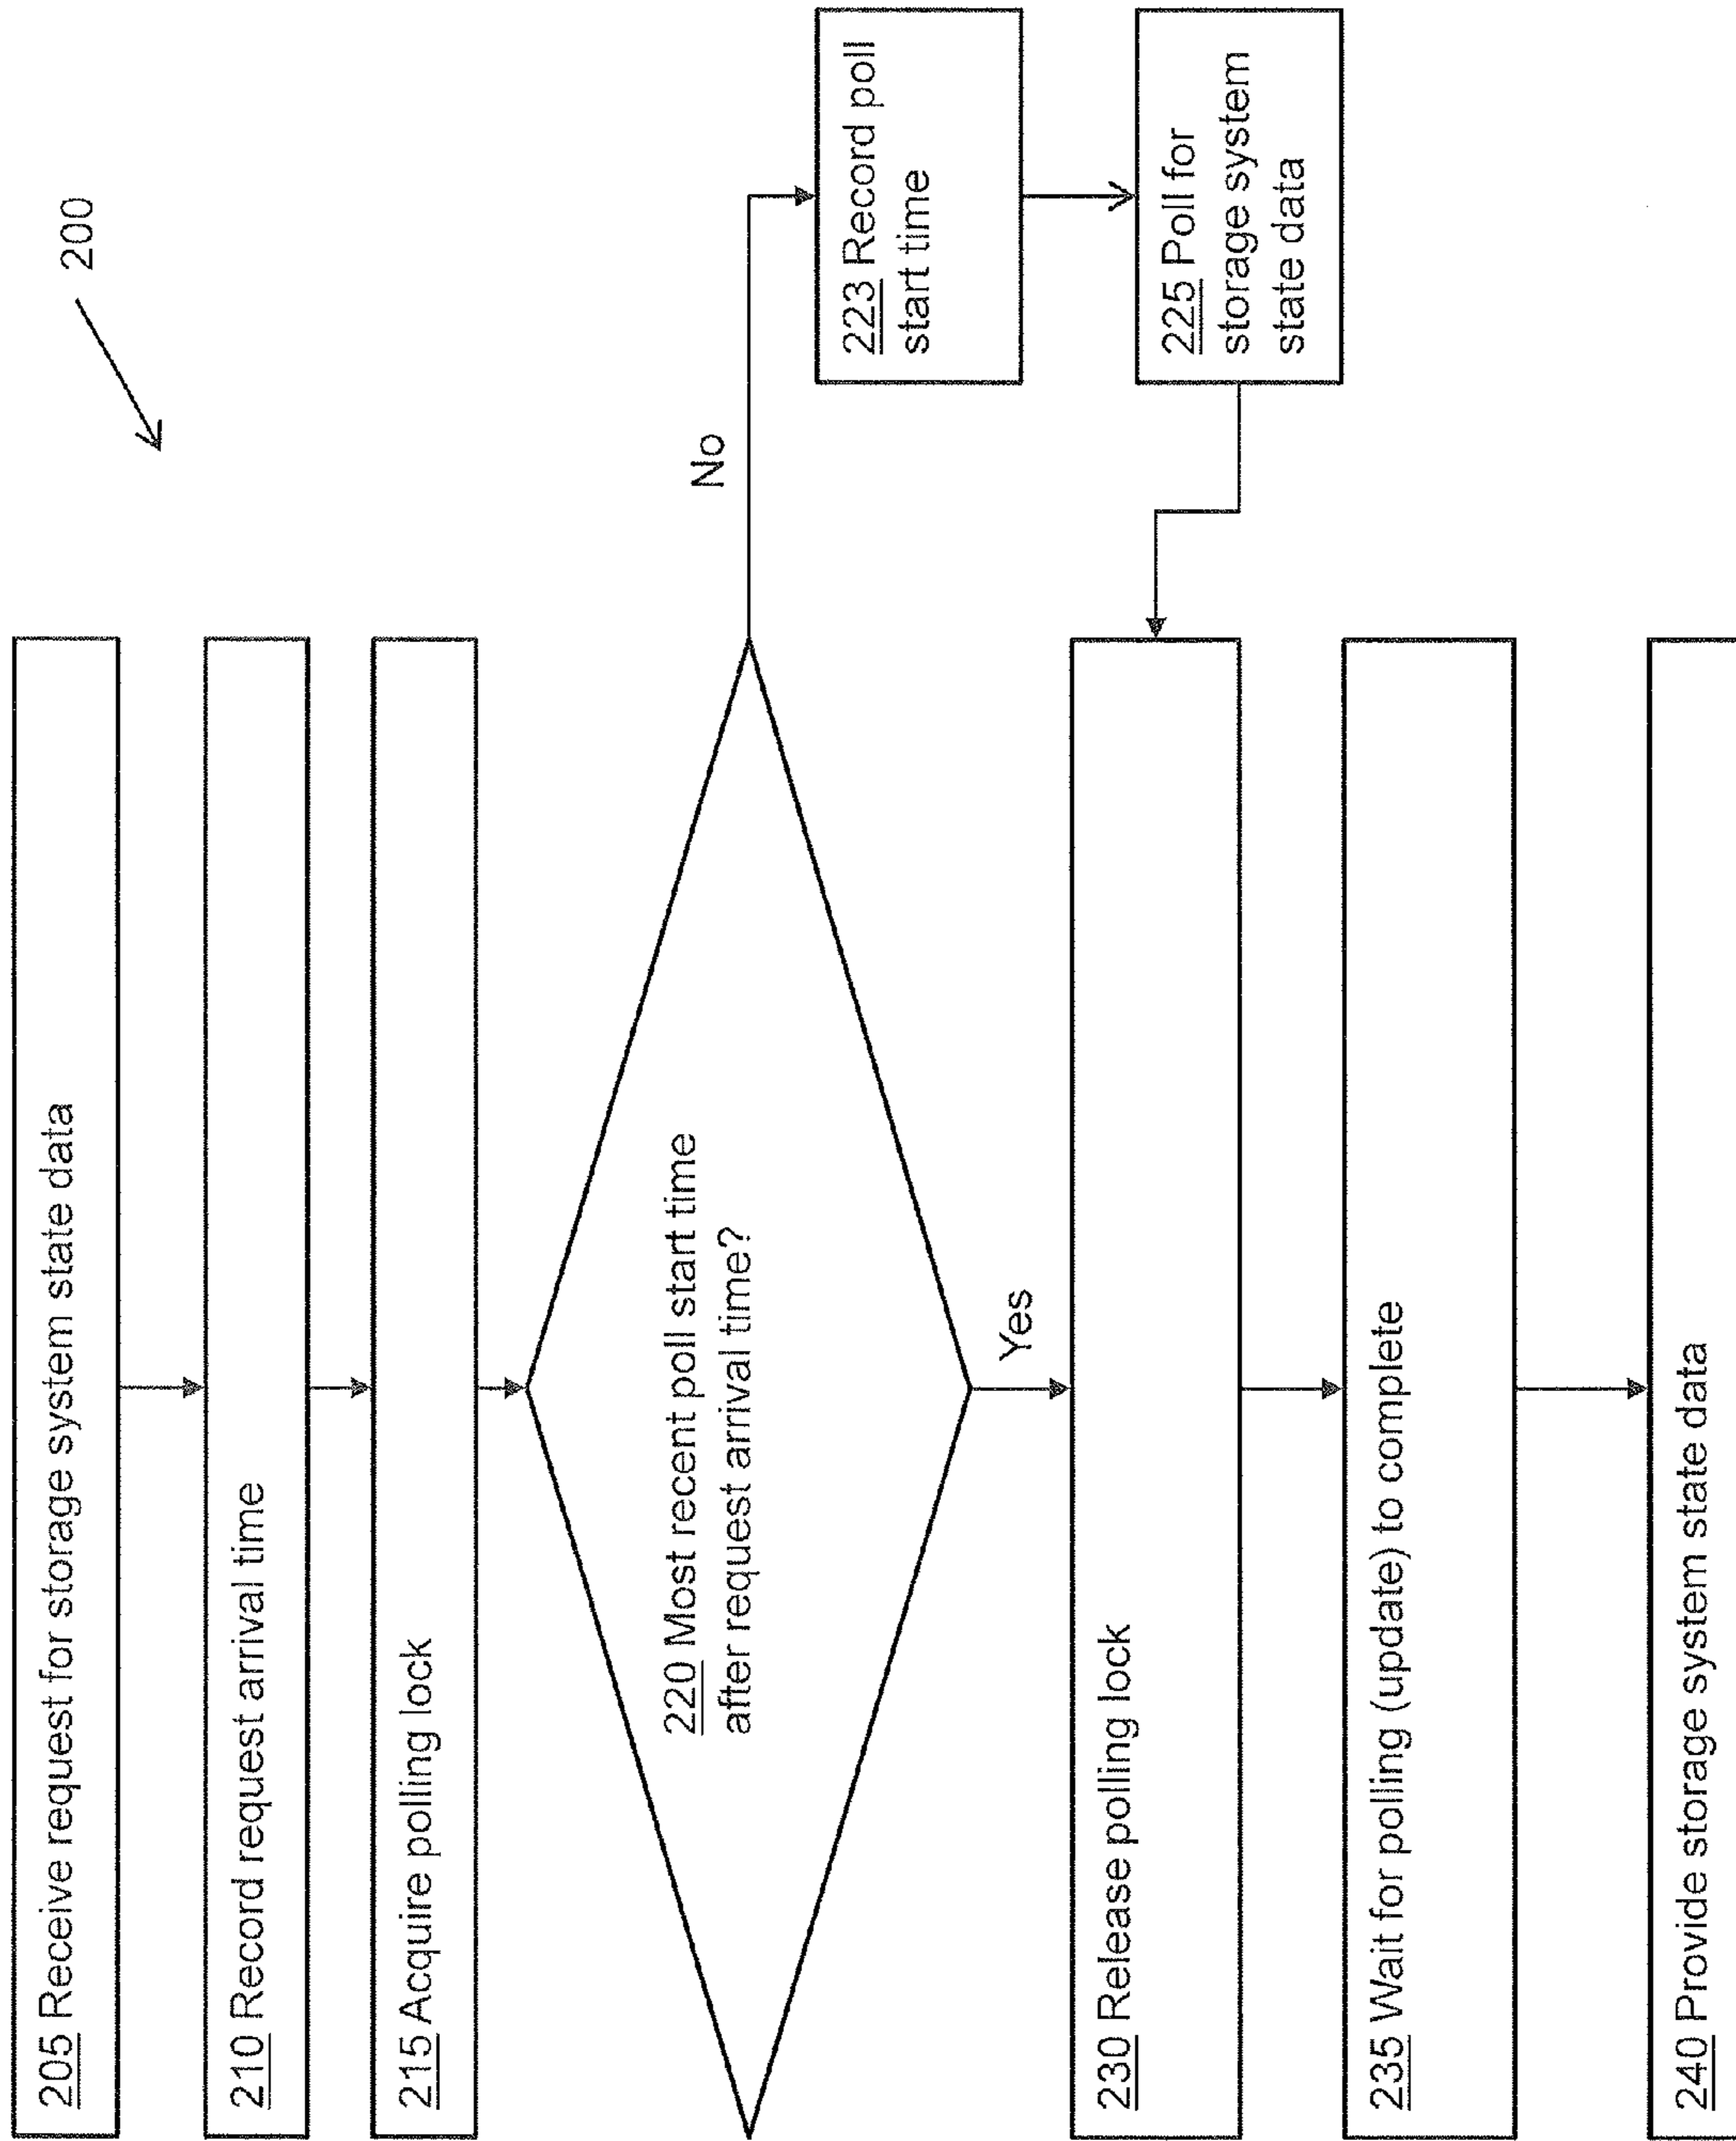 200
205 Receive request for storage system state data
210 Record request arrival time
215 Acquire polling lock
220 Most recent poll start time
after request arrival time?
No
223 Record poll
start time
225 Poll for
storage system
state data
Yes
230 Release polling lock
235 Wait for polling (update) to complete
240 Provide storage system state data